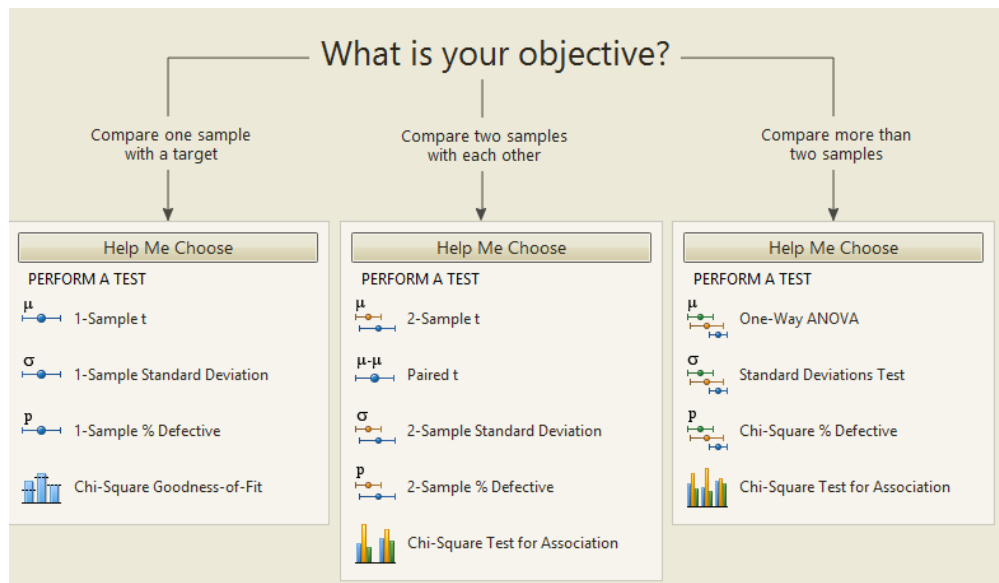 What is your objective?
Compare one sample
with a target
Compare two samples
with each other
Compare more than
two samples
Help Me Choose
PERFORM A TEST
μ
1-Sample t
σ
1-Sample Standard Deviation
p
1-Sample % Defective
Chi-Square Goodness-of-Fit
Help Me Choose
PERFORM A TEST
μ
2-Sample t
μ-μ
Paired t
σ
2-Sample Standard Deviation
p
2-Sample % Defective
Chi-Square Test for Association
Help Me Choose
PERFORM A TEST
μ
One-Way ANOVA
σ
Standard Deviations Test
p
Chi-Square % Defective
Chi-Square Test for Association